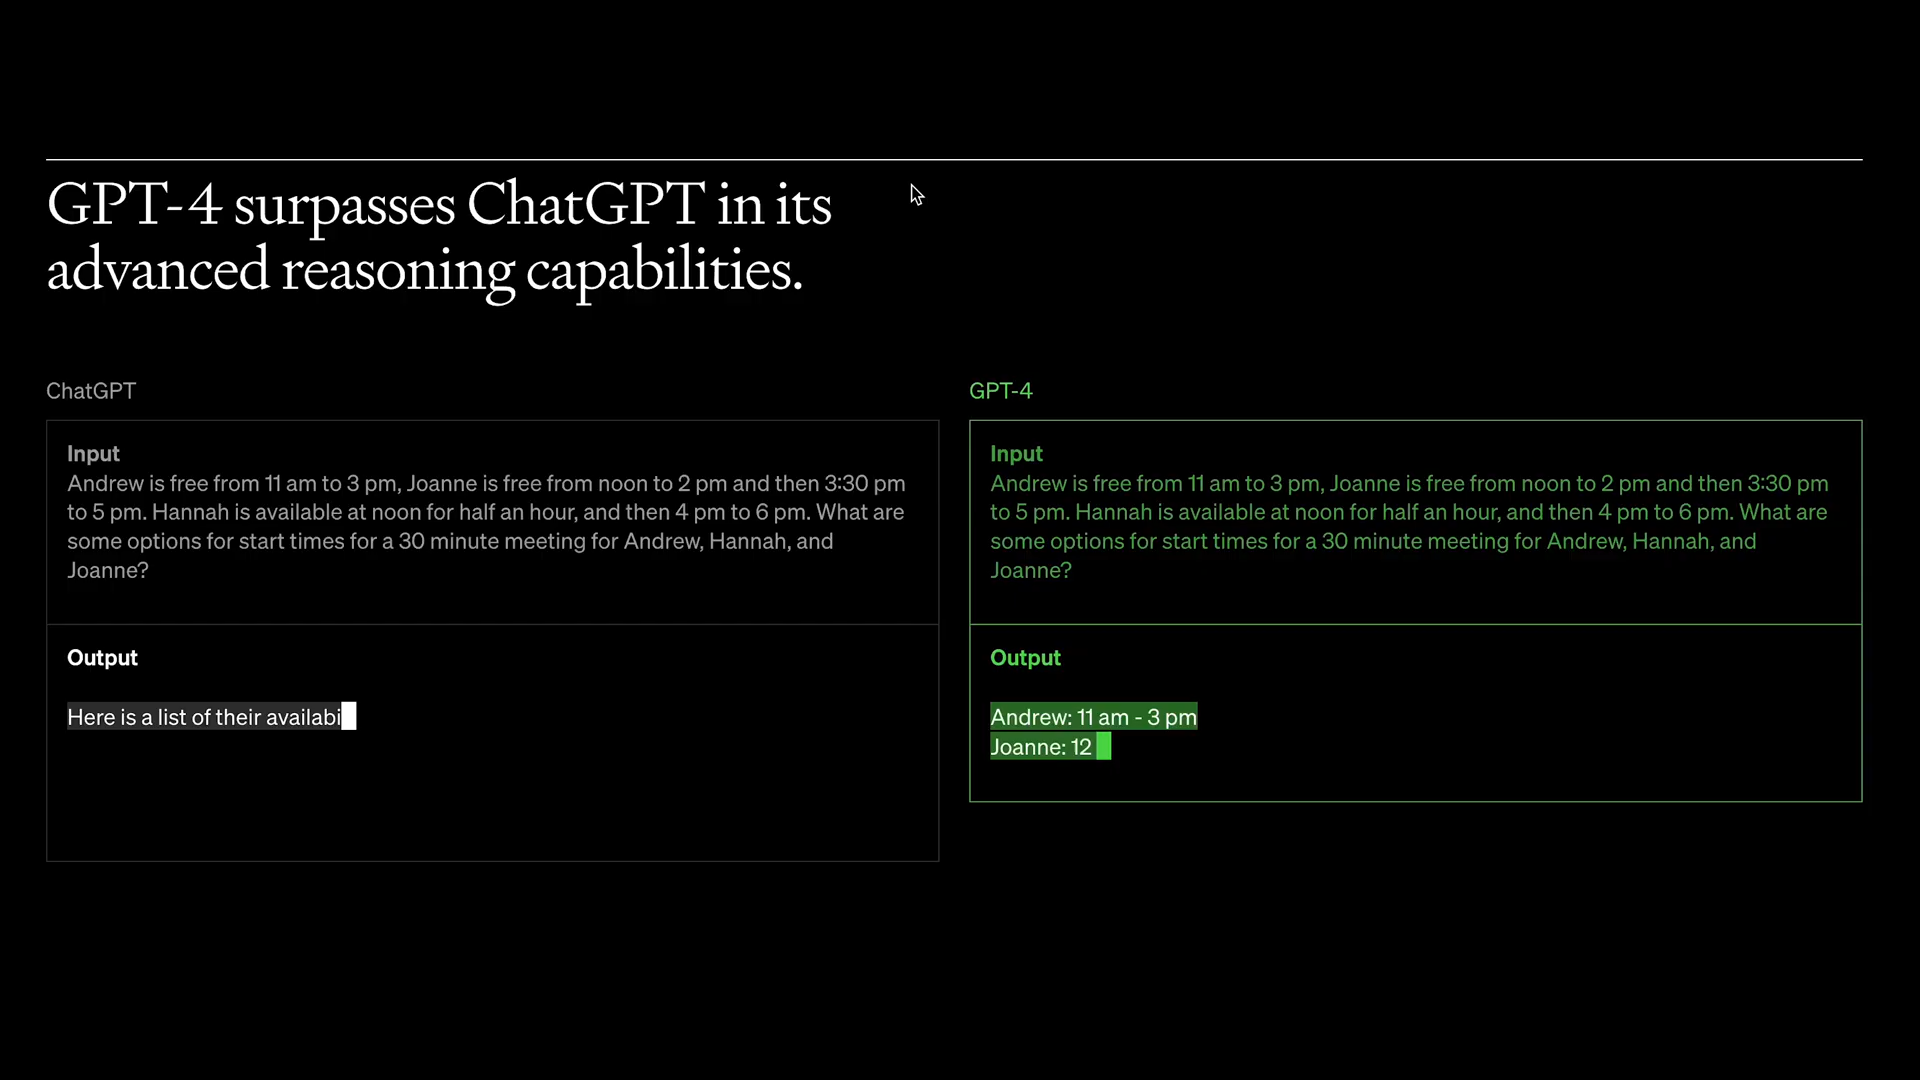 GPT-4 surpasses ChatGPT in its
advanced reasoning capabilities.
ChatGPT
Input
Andrew is free from 11 am to 3 pm, Joanne is free from noon to 2 pm and then 3:30 pm
to 5 pm. Hannah is available at noon for half an hour, and then 4 pm to 6 pm. What are
some options for start times for a 30 minute meeting for Andrew, Hannah, and
Joanne?
Output
Here is a list of their availabi
GPT-4
Input
Andrew is free from 11 am to 3 pm, Joanne is free from noon to 2 pm and then 3:30 pm
to 5 pm. Hannah is available at noon for half an hour, and then 4 pm to 6 pm. What are
some options for start times for a 30 minute meeting for Andrew, Hannah, and
Joanne?
Output
Andrew: 11 am - 3 pm
Joanne: 12